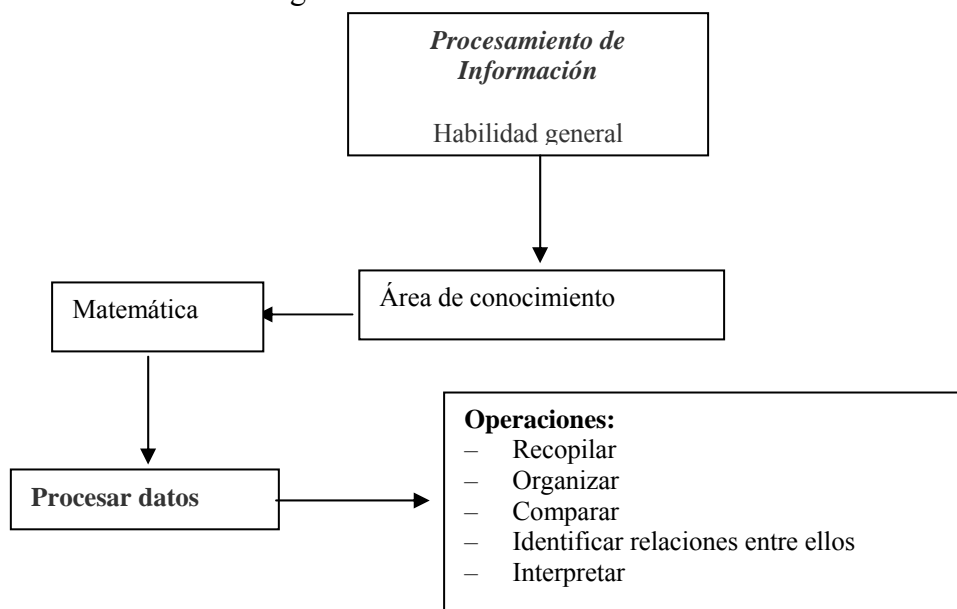 Procesamiento de
Información
Habilidad general
Área de conocimiento
Matemática
Procesar datos
Operaciones:
– Recopilar
– Organizar
– Comparar
– Identificar relaciones entre ellos
– Interpretar